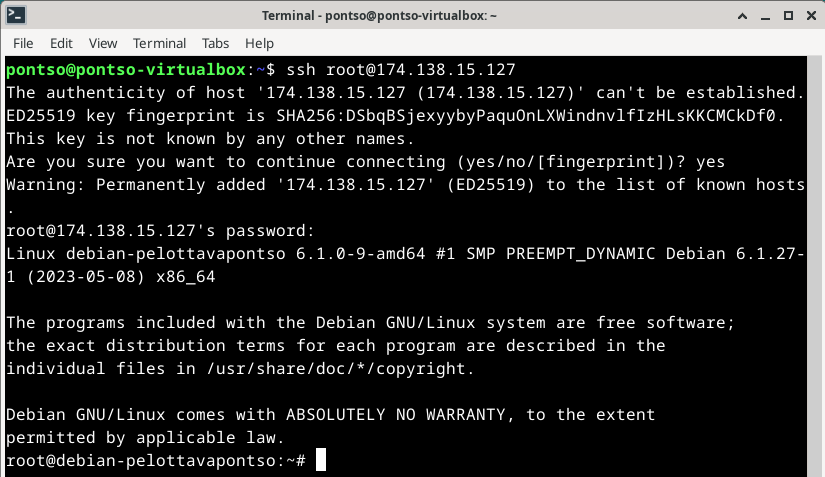 Terminal - pontso@pontso-virtualbox: ~
File Edit View Terminal Tabs Help
pontso@pontso-virtualbox:~$ ssh root@174.138.15.127
The authenticity of host '174.138.15.127 (174.138.15.127)' can't be established.
ED25519 key fingerprint is SHA256:DSbqBSjexyybyPaquOnLXWindnvlfIzHLsKKCMCkDf0.
This key is not known by any other names.
Are you sure you want to continue connecting (yes/no/[fingerprint])? yes
Warning: Permanently added '174.138.15.127' (ED25519) to the list of known hosts
.
root@174.138.15.127's password:
Linux debian-pelottavapontso 6.1.0-9-amd64 #1 SMP PREEMPT_DYNAMIC Debian 6.1.27-
1 (2023-05-08) x86_64
The programs included with the Debian GNU/Linux system are free software;
the exact distribution terms for each program are described in the
individual files in /usr/share/doc/*/copyright.
Debian GNU/Linux comes with ABSOLUTELY NO WARRANTY, to the extent
permitted by applicable law.
root@debian-pelottavapontso:~#